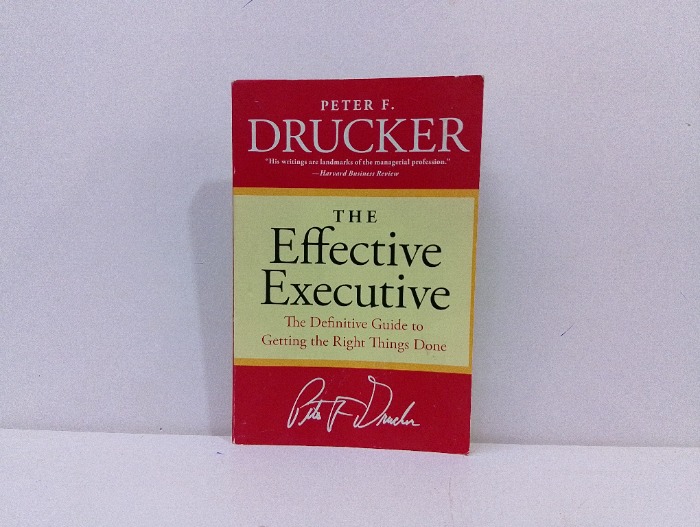 PETER F.
DRUCKER
"His writings are landmarks of the managerial profession."
—Harvard Business Review
THE
Effective
Executive
The Definitive Guide to
Getting the Right Things Done
Peter F. Drucker